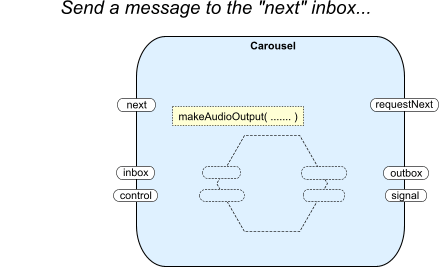 Send a message to the "next" inbox...
Carousel
next
requestNext
makeAudioOutput( ...... )
inbox
outbox
control
signal